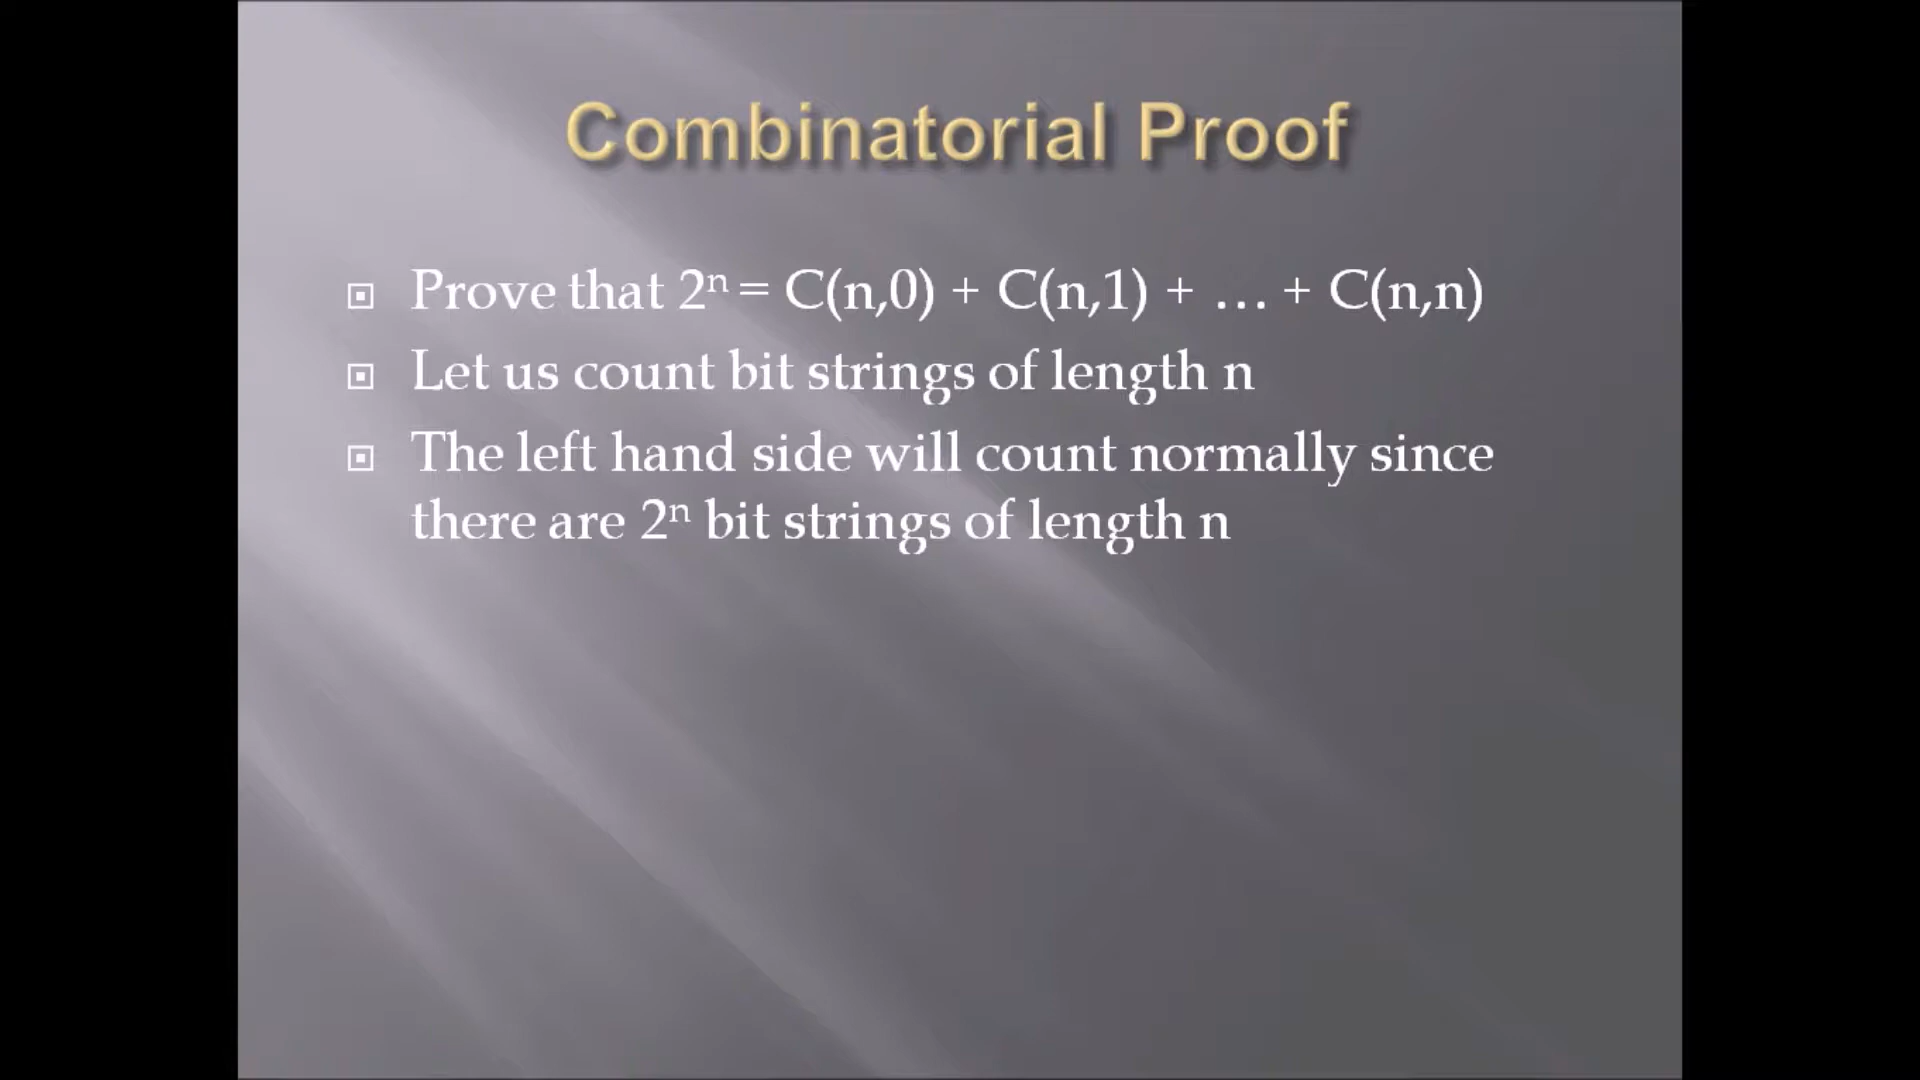 Combinatorial Proof
Prove that 2ⁿ = C(n,0) + C(n,1) + … + C(n,n)
Let us count bit strings of length n
The left hand side will count normally since
there are 2ⁿ bit strings of length n